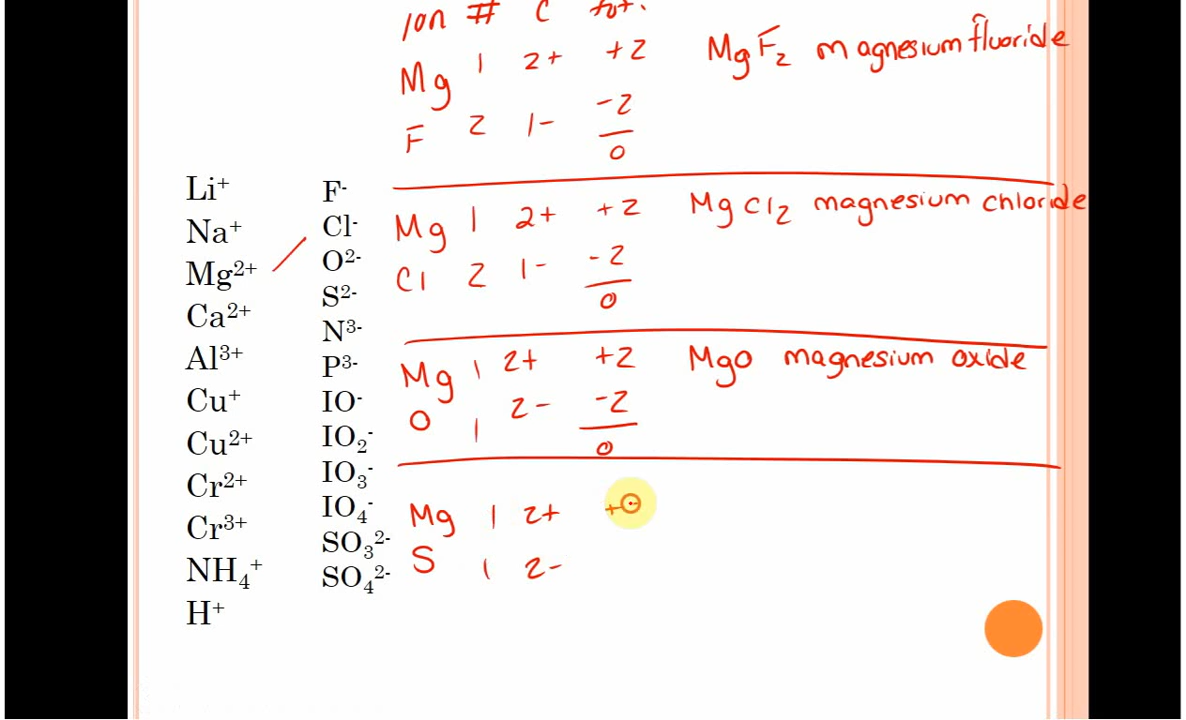 Ion # C tot.
Mg 1 2+ +2 MgF₂ magnesium fluoride
F 2 1- -2
0
Li⁺
Na⁺
Mg²⁺
Ca²⁺
Al³⁺
Cu⁺
Cu²⁺
Cr²⁺
Cr³⁺
NH₄⁺
H⁺
F⁻
Cl⁻
O²⁻
S²⁻
N³⁻
P³⁻
IO⁻
IO₂⁻
IO₃⁻
IO₄⁻
SO₃²⁻
SO₄²⁻
Mg 1 2+ +2 MgCl₂ magnesium chloride
Cl 2 1- -2
0
Mg 1 2+ +2 MgO magnesium oxide
O 1 2- -2
0
Mg 1 2+ +
S 1 2-